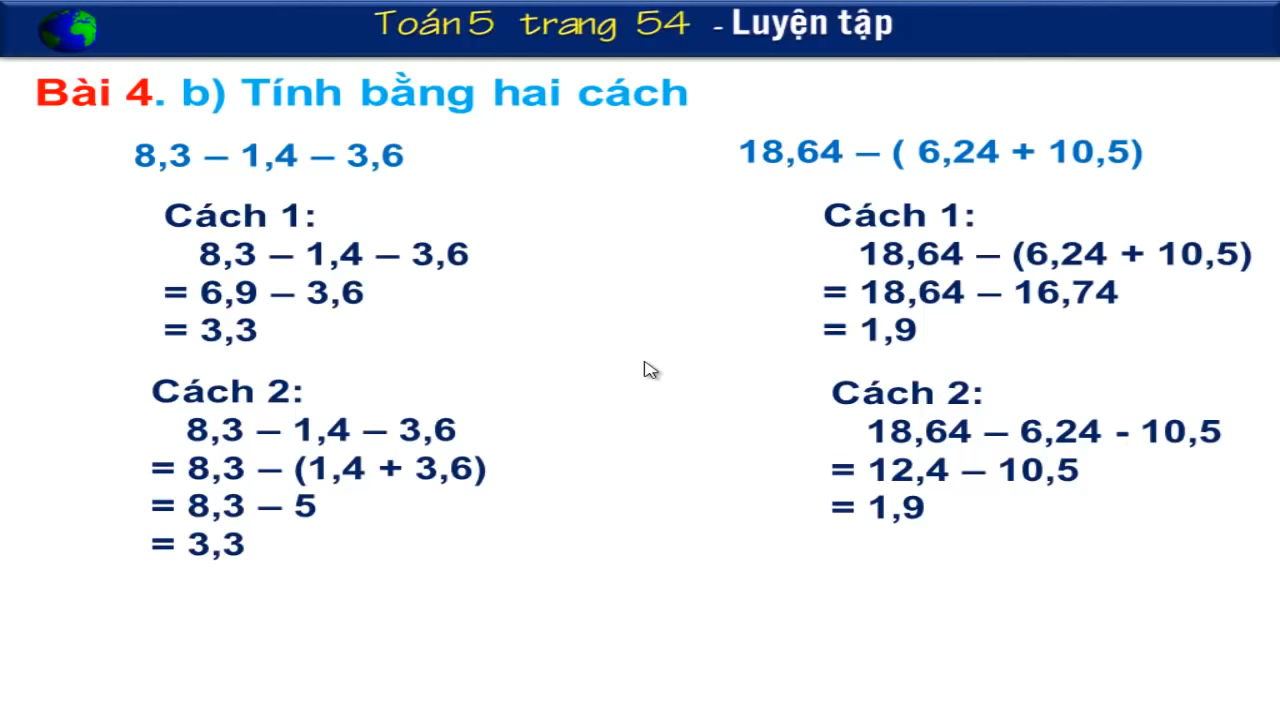 Toán 5 trang 54 - Luyện tập
Bài 4. b) Tính bằng hai cách
8,3 – 1,4 – 3,6
Cách 1:
8,3 – 1,4 – 3,6
= 6,9 – 3,6
= 3,3
Cách 2:
8,3 – 1,4 – 3,6
= 8,3 – (1,4 + 3,6)
= 8,3 – 5
= 3,3
18,64 – ( 6,24 + 10,5)
Cách 1:
18,64 – (6,24 + 10,5)
= 18,64 – 16,74
= 1,9
Cách 2:
18,64 – 6,24 - 10,5
= 12,4 – 10,5
= 1,9